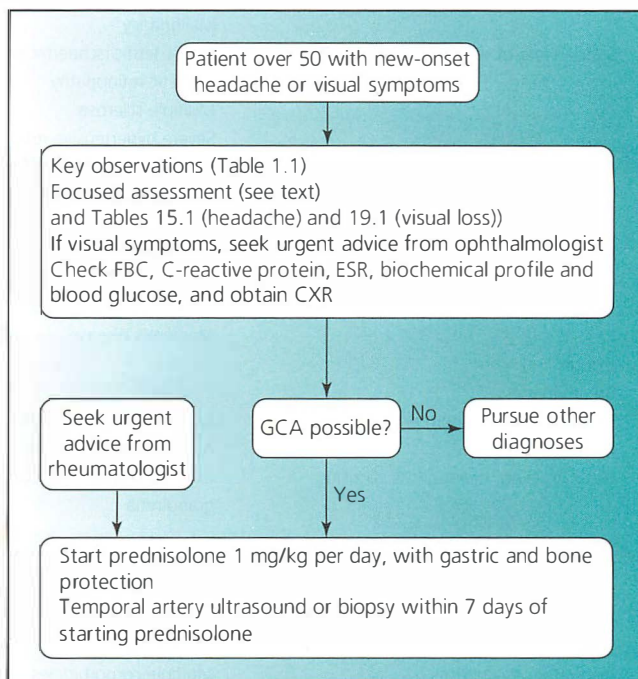 Patient over 50 with new-onset
headache or visual symptoms
Key observations (Table 1.1)
Focused assessment (see text)
and Tables 15.1 (headache) and 19.1 (visual loss))
If visual symptoms, seek urgent advice from ophthalmologist
Check FBC, C-reactive protein, ESR, biochemical profile and
blood glucose, and obtain CXR
Seek urgent
advice from
rheumatologist
GCA possible?
No
Pursue other
diagnoses
Yes
Start prednisolone 1 mg/kg per day, with gastric and bone
protection
Temporal artery ultrasound or biopsy within 7 days of
starting prednisolone